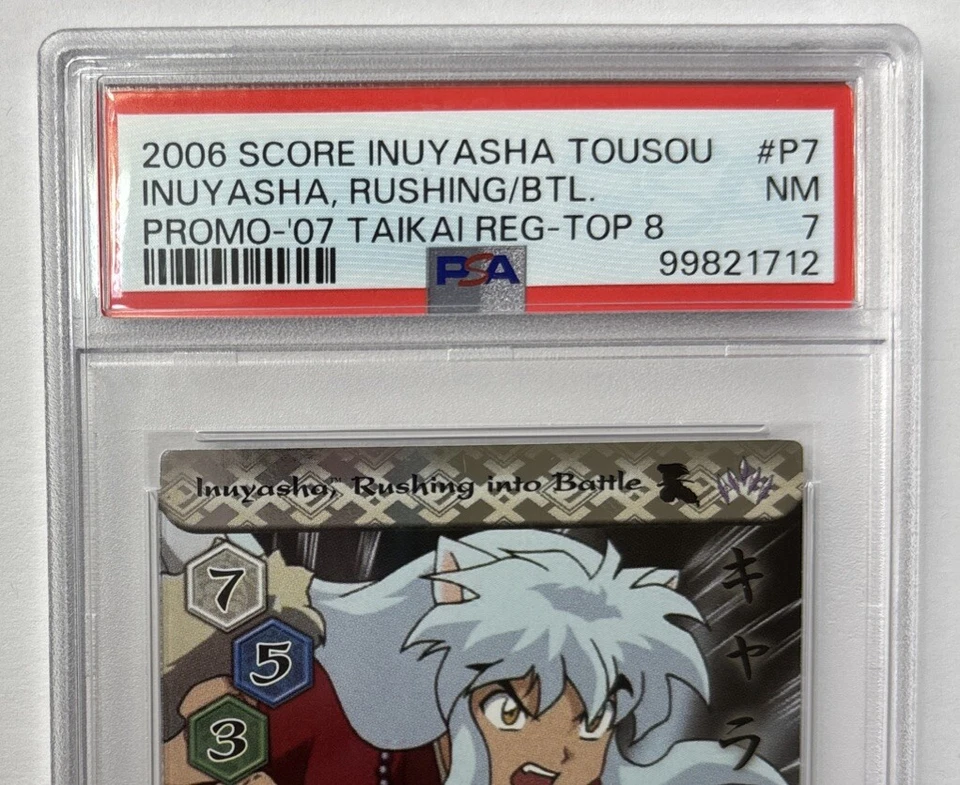 2006 SCORE INUYASHA TOUSOU #P7
INUYASHA, RUSHING/BTL. NM
PROMO-'07 TAIKAI REG-TOP 8 7
PSA 99821712
Inuyasha,™ Rushing into Battle
7
5
3
キャラ